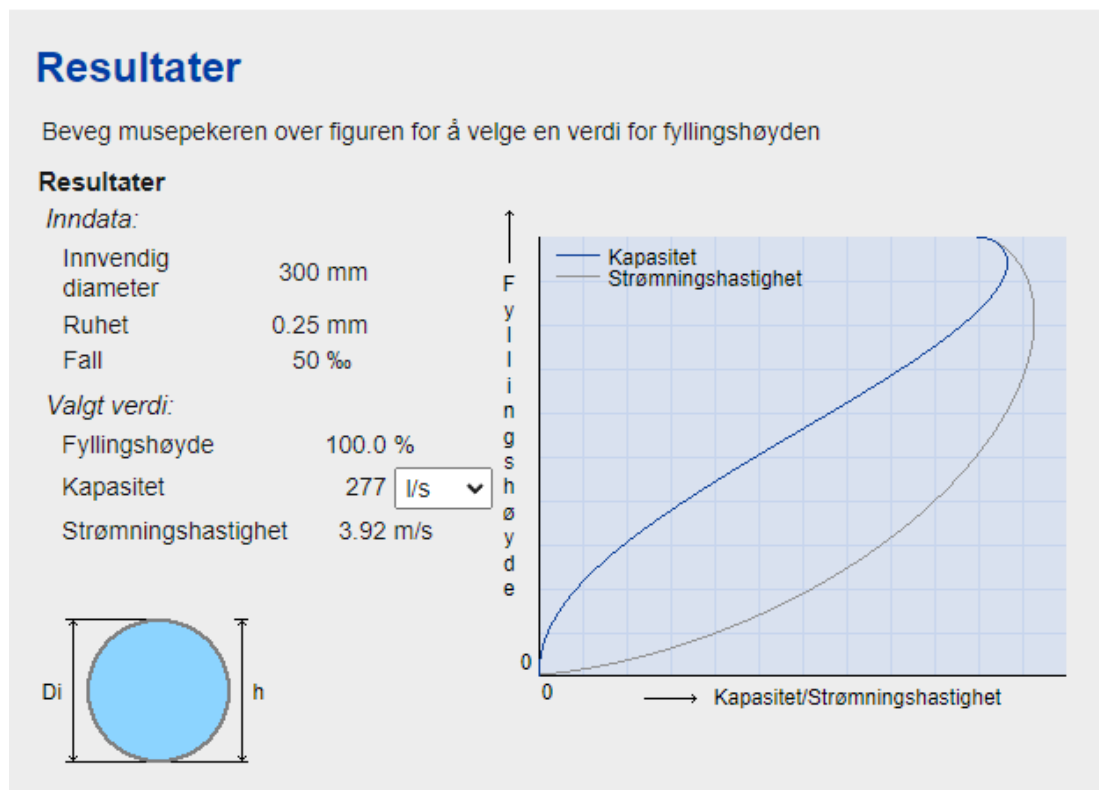 Resultater
Beveg musepekeren over figuren for å velge en verdi for fyllingshøyden
Resultater
Inndata:
Innvendig
diameter
300 mm
Ruhet 0.25 mm
Fall 50 ‰
Valgt verdi:
Fyllingshøyde 100.0 %
Kapasitet 277 l/s
Strømningshastighet 3.92 m/s
Di
h
Fyllingshøyde
Kapasitet
Strømningshastighet
0
0
Kapasitet/Strømningshastighet